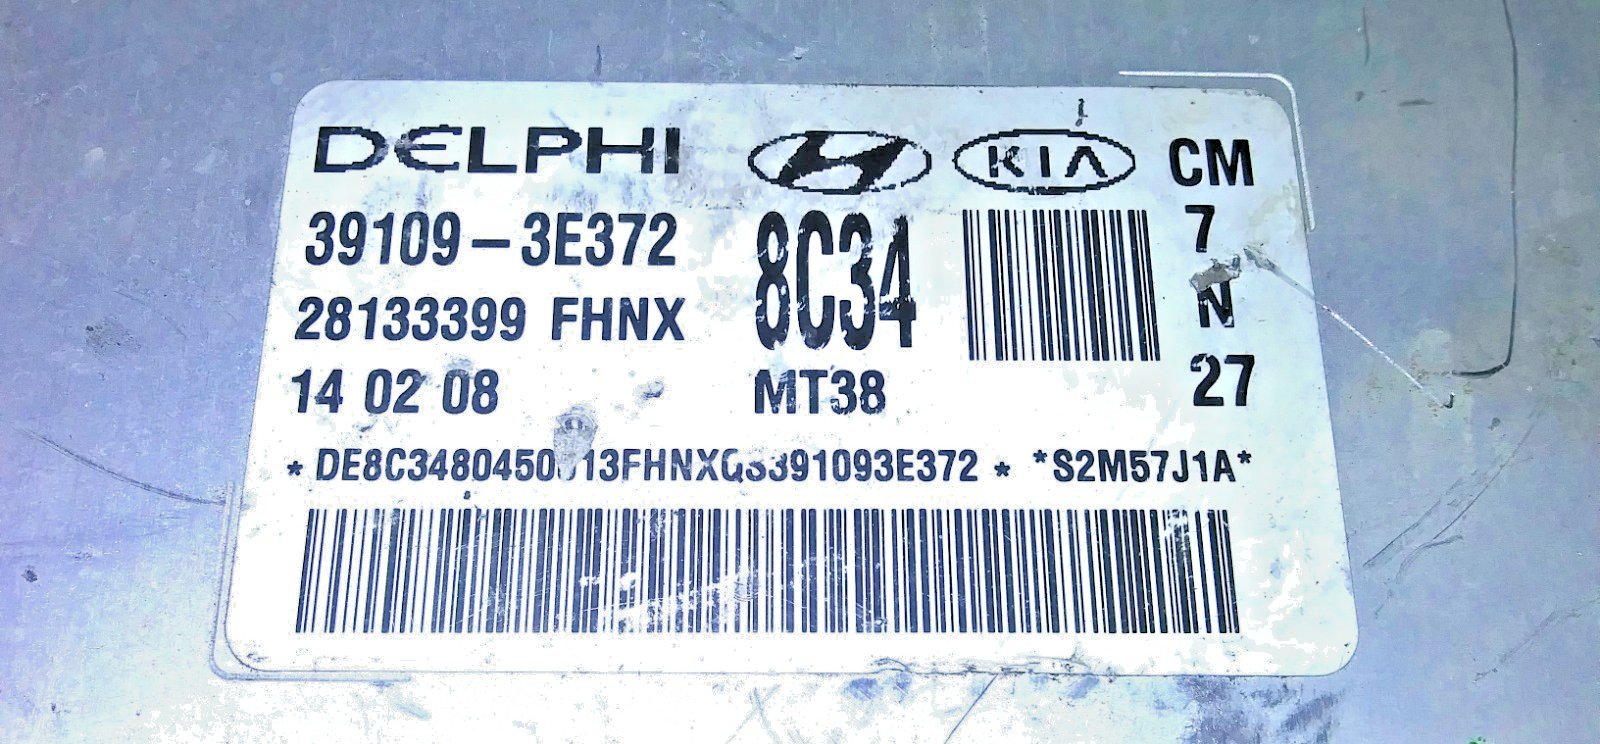 DELPHI KIA CM
39109-3E372 8C34 7
28133399 FHNX N
14 02 08 MT38 27
*S2M57J1A*